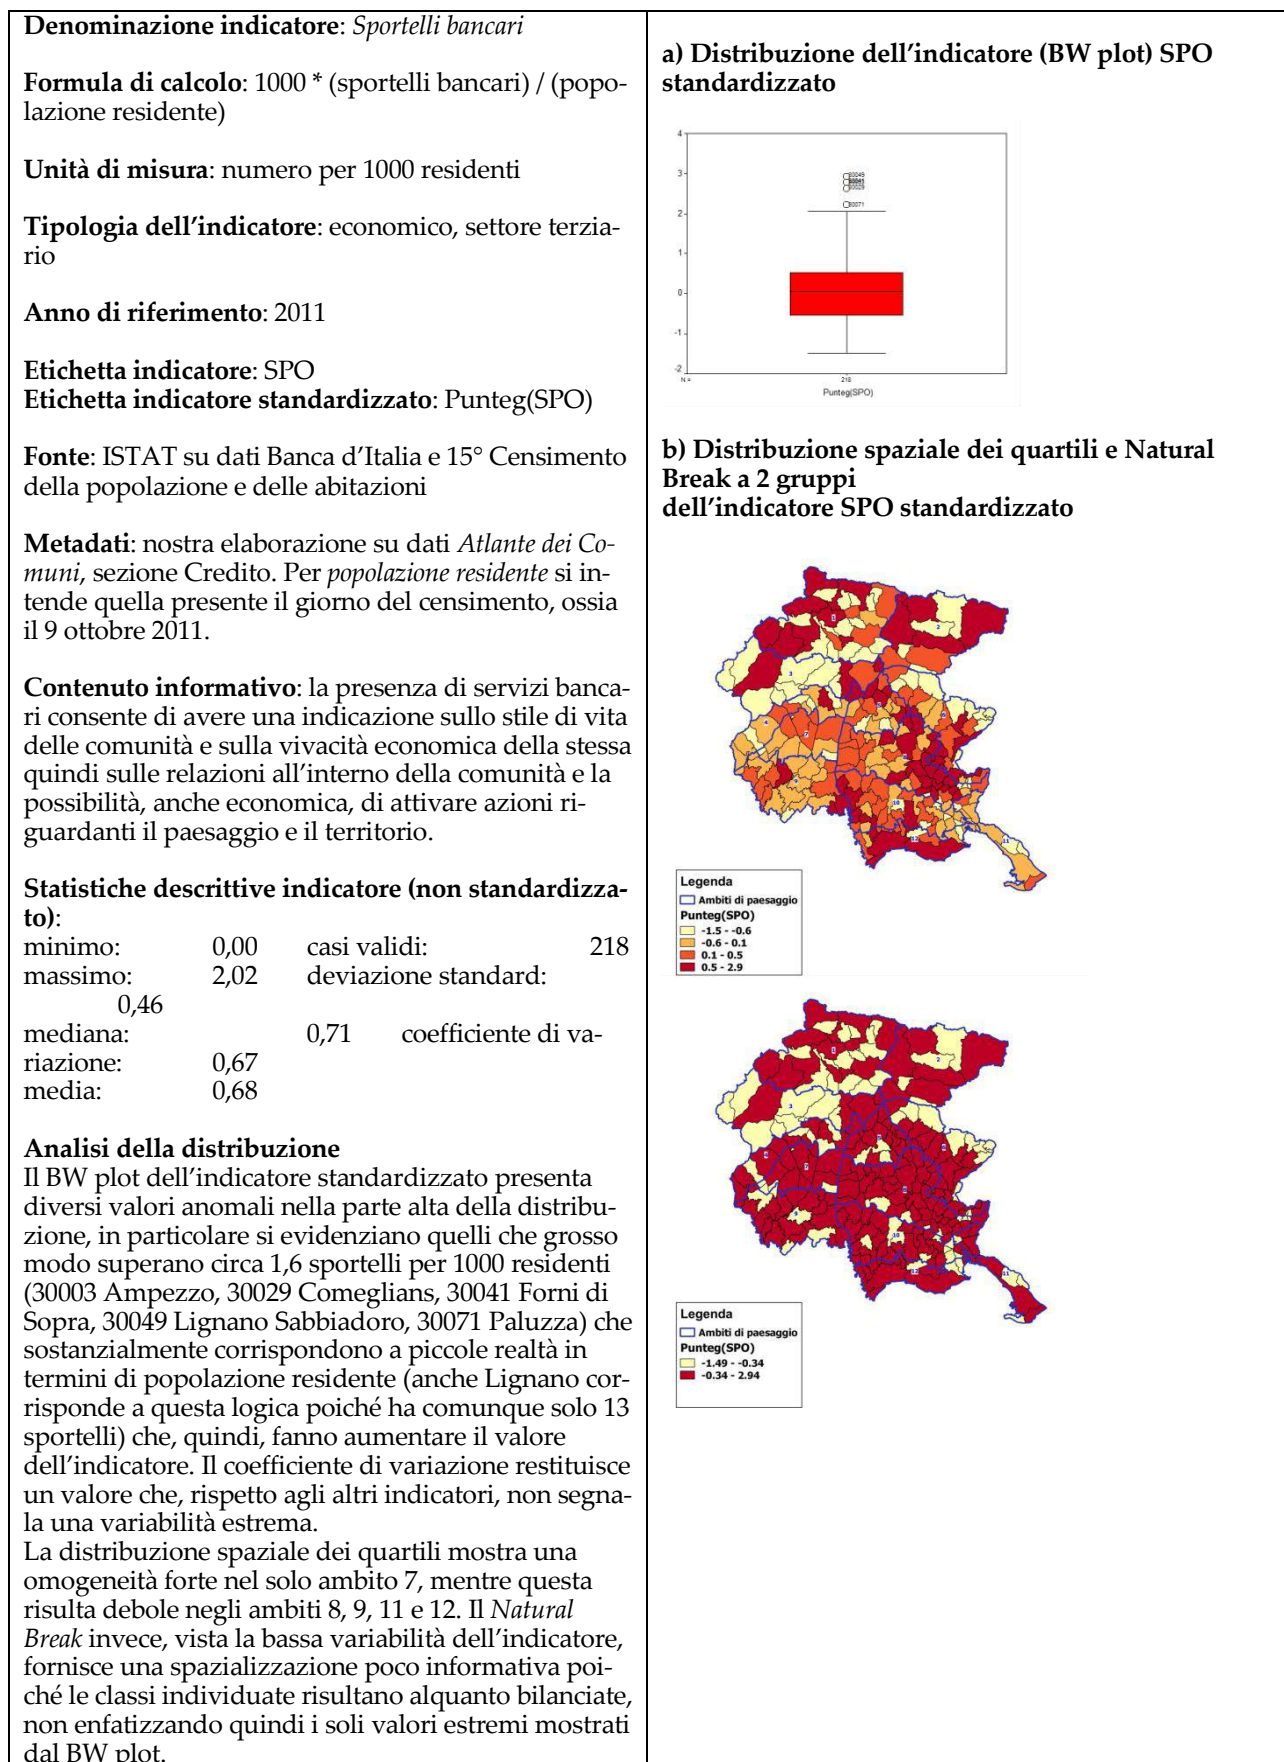 Denominazione indicatore: Sportelli bancari
Formula di calcolo: 1000 * (sportelli bancari) / (popo-
lazione residente)
Unità di misura: numero per 1000 residenti
Tipologia dell'indicatore: economico, settore terzia-
rio
Anno di riferimento: 2011
Etichetta indicatore: SPO
Etichetta indicatore standardizzato: Punteg(SPO)
Fonte: ISTAT su dati Banca d'Italia e 15° Censimento
della popolazione e delle abitazioni
Metadati: nostra elaborazione su dati Atlante dei Co-
muni, sezione Credito. Per popolazione residente si in-
tende quella presente il giorno del censimento, ossia
il 9 ottobre 2011.
Contenuto informativo: la presenza di servizi banca-
ri consente di avere una indicazione sullo stile di vita
delle comunità e sulla vivacità economica della stessa
quindi sulle relazioni all'interno della comunità e la
possibilità, anche economica, di attivare azioni ri-
guardanti il paesaggio e il territorio.
Statistiche descrittive indicatore (non standardizza-
to):
minimo: 0,00 casi validi: 218
massimo: 2,02 deviazione standard:
0,46
mediana: 0,71 coefficiente di va-
riazione: 0,67
media: 0,68
Analisi della distribuzione
Il BW plot dell'indicatore standardizzato presenta
diversi valori anomali nella parte alta della distribu-
zione, in particolare si evidenziano quelli che grosso
modo superano circa 1,6 sportelli per 1000 residenti
(30003 Ampezzo, 30029 Comeglians, 30041 Forni di
Sopra, 30049 Lignano Sabbiadoro, 30071 Paluzza) che
sostanzialmente corrispondono a piccole realtà in
termini di popolazione residente (anche Lignano cor-
risponde a questa logica poiché ha comunque solo 13
sportelli) che, quindi, fanno aumentare il valore
dell'indicatore. Il coefficiente di variazione restituisce
un valore che, rispetto agli altri indicatori, non segna-
la una variabilità estrema.
La distribuzione spaziale dei quartili mostra una
omogeneità forte nel solo ambito 7, mentre questa
risulta debole negli ambiti 8, 9, 11 e 12. Il Natural
Break invece, vista la bassa variabilità dell'indicatore,
fornisce una spazializzazione poco informativa poi-
ché le classi individuate risultano alquanto bilanciate,
non enfatizzando quindi i soli valori estremi mostrati
dal BW plot.
a) Distribuzione dell'indicatore (BW plot) SPO
standardizzato
4
3
2
1
0
-1
-2
N =
218
Punteg(SPO)
b) Distribuzione spaziale dei quartili e Natural
Break a 2 gruppi
dell'indicatore SPO standardizzato
Legenda
Ambiti di paesaggio
Punteg(SPO)
-1.5 - -0.6
-0.6 - 0.1
0.1 - 0.5
0.5 - 2.9
Legenda
Ambiti di paesaggio
Punteg(SPO)
-1.49 - -0.34
-0.34 - 2.94